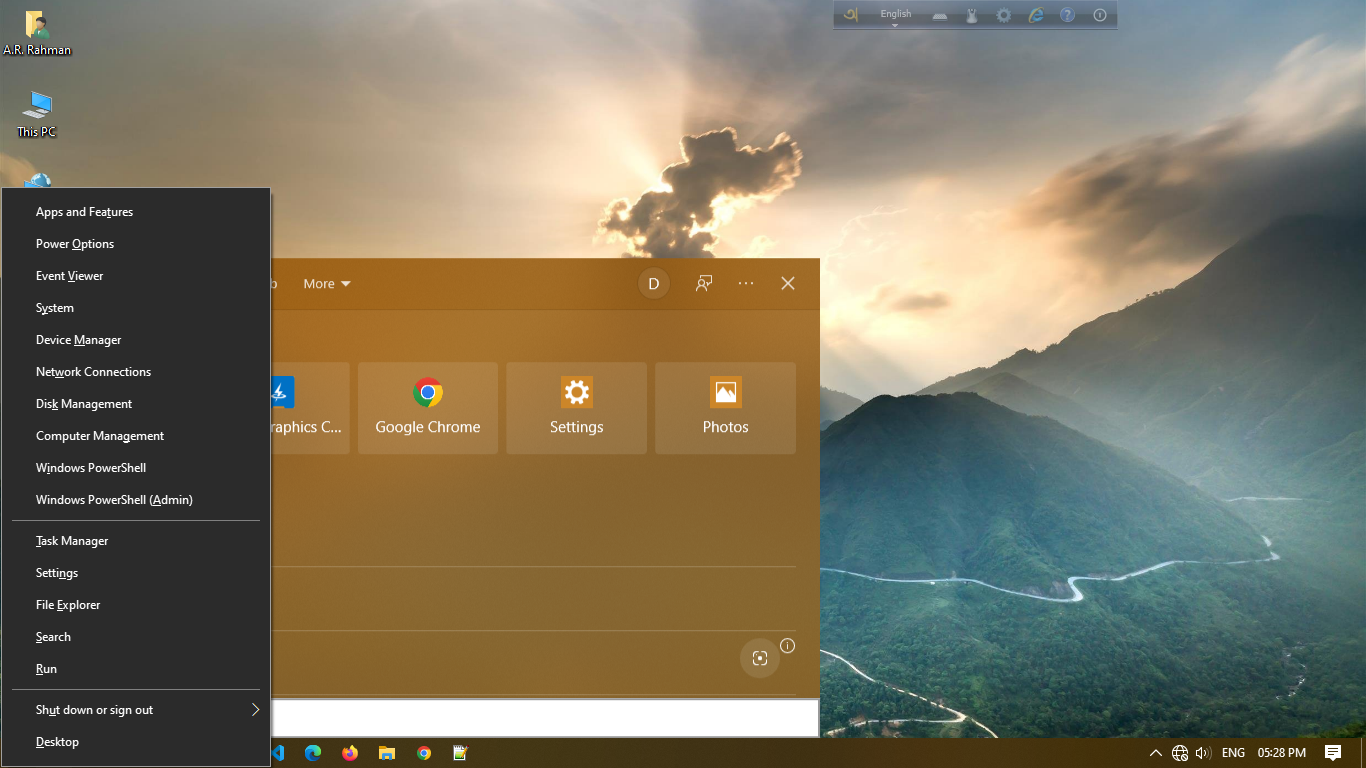 A.R. Rahman
English
This PC
Apps and Features
Power Options
Event Viewer
System
Device Manager
Network Connections
Disk Management
Computer Management
Windows PowerShell
Windows PowerShell (Admin)
Task Manager
Settings
File Explorer
Search
Run
Shut down or sign out
Desktop
b More
D
raphics C...
Google Chrome
Settings
Photos
ENG 05:28 PM